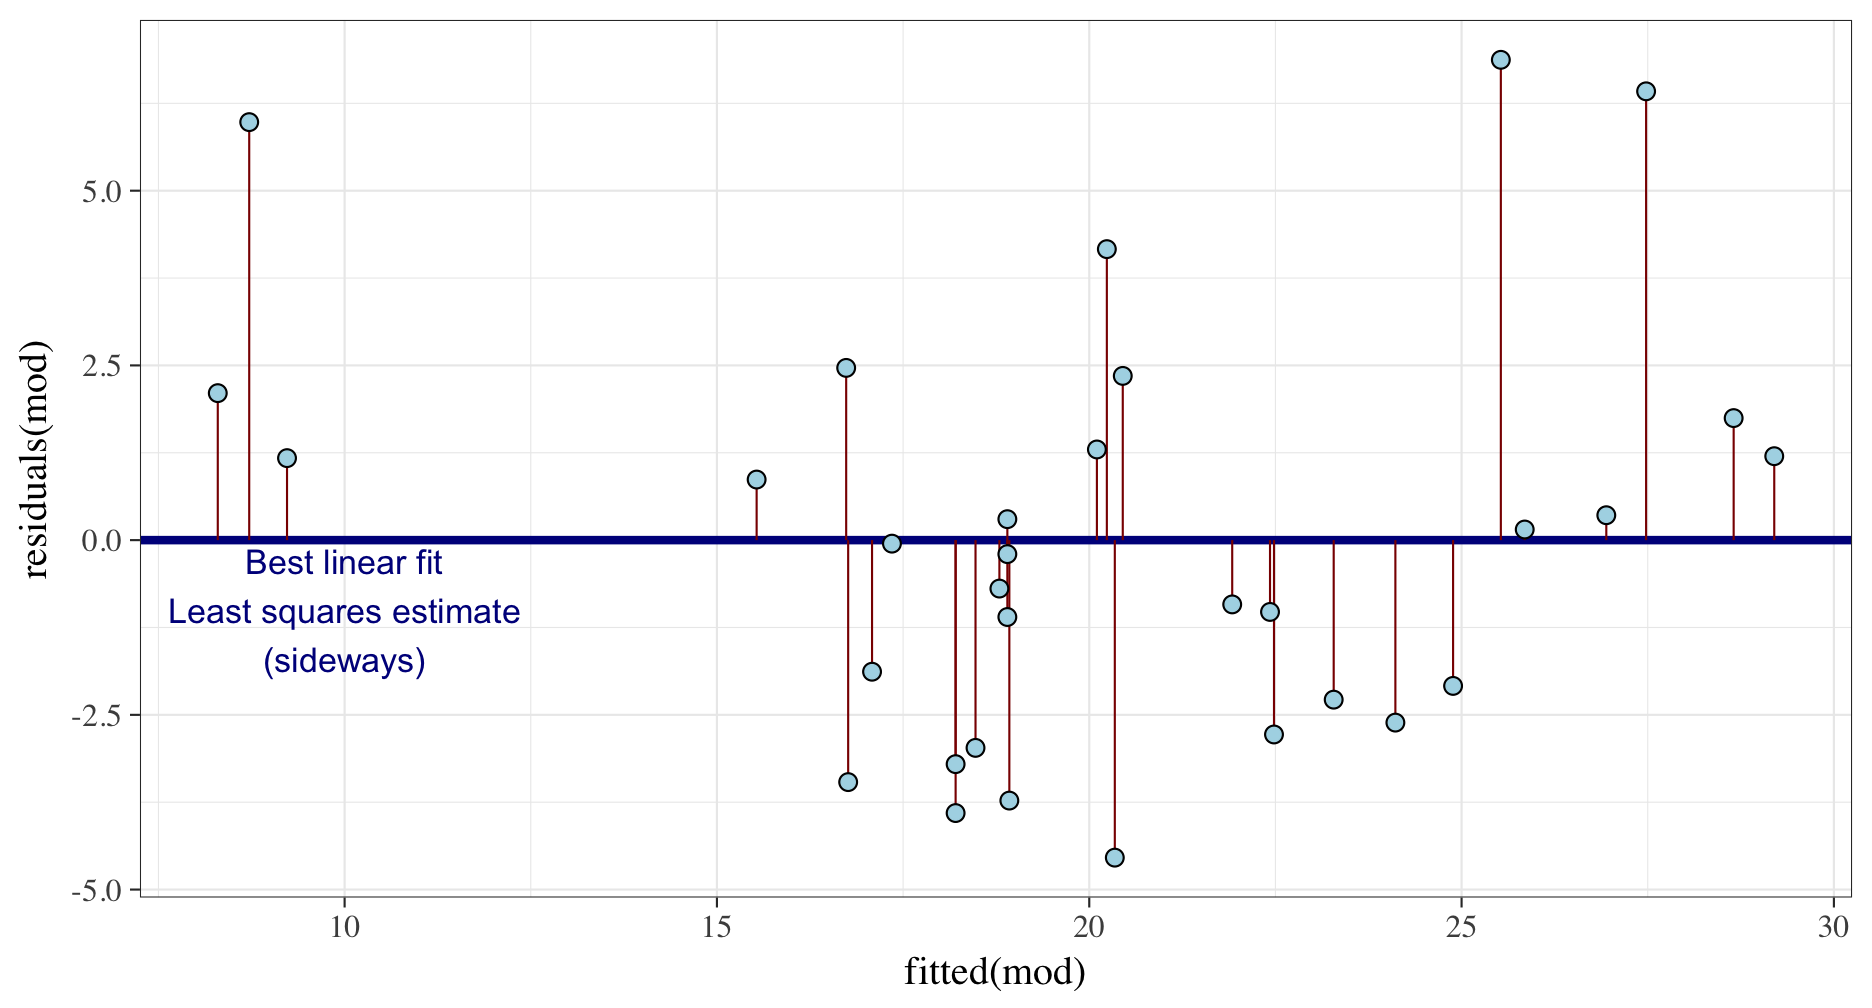 5.0
2.5
0.0
-2.5
-5.0
residuals(mod)
Best linear fit
Least squares estimate
(sideways)
10
15
20
25
30
fitted(mod)